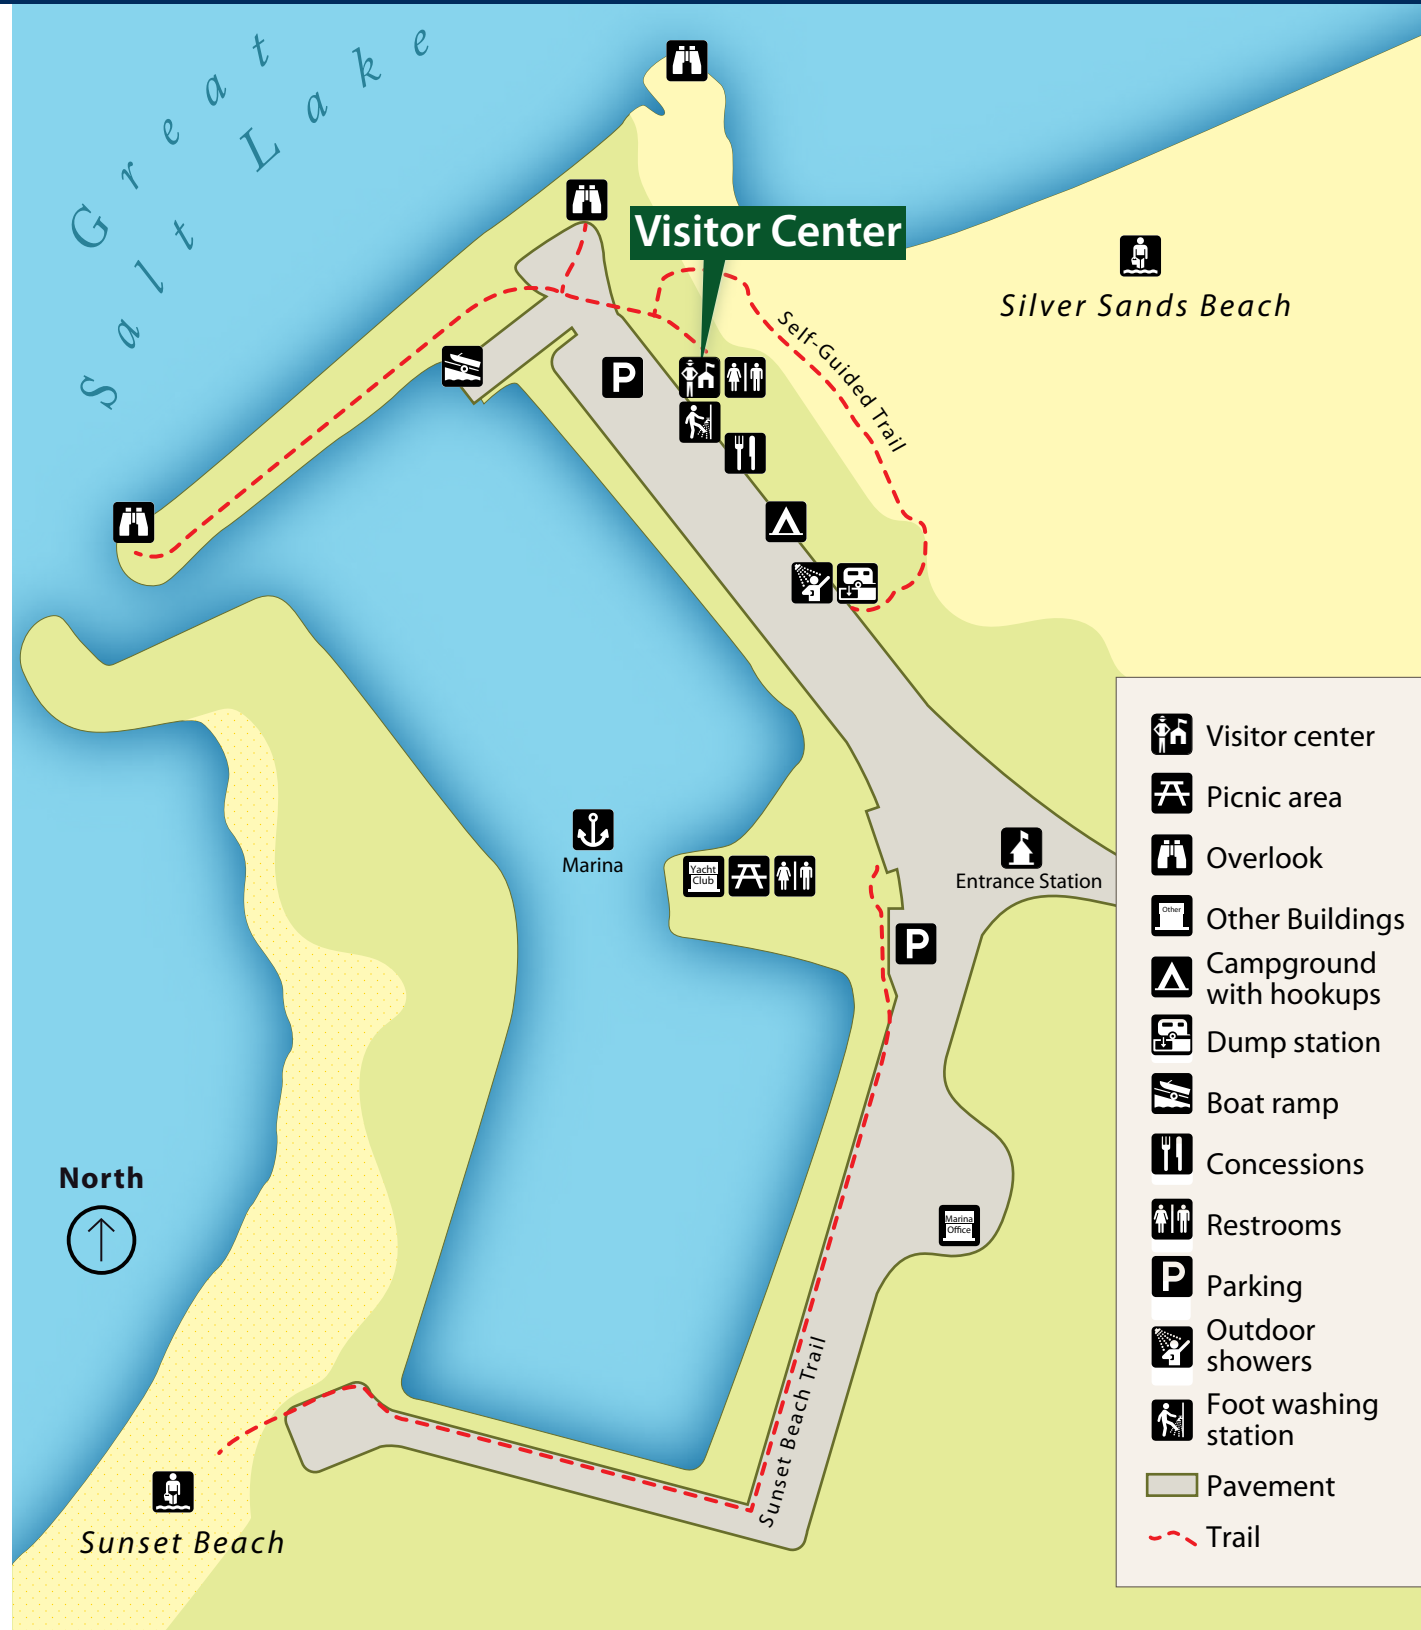 Great
Salt Lake
Visitor Center
Silver Sands Beach
Self-Guided Trail
P
Marina
Yacht
Club
Entrance Station
P
Marina
Office
North
Sunset Beach Trail
Sunset Beach
Visitor center
Picnic area
Overlook
Other
Other Buildings
Campground
with hookups
Dump station
Boat ramp
Concessions
Restrooms
P
Parking
Outdoor
showers
Foot washing
station
Pavement
Trail